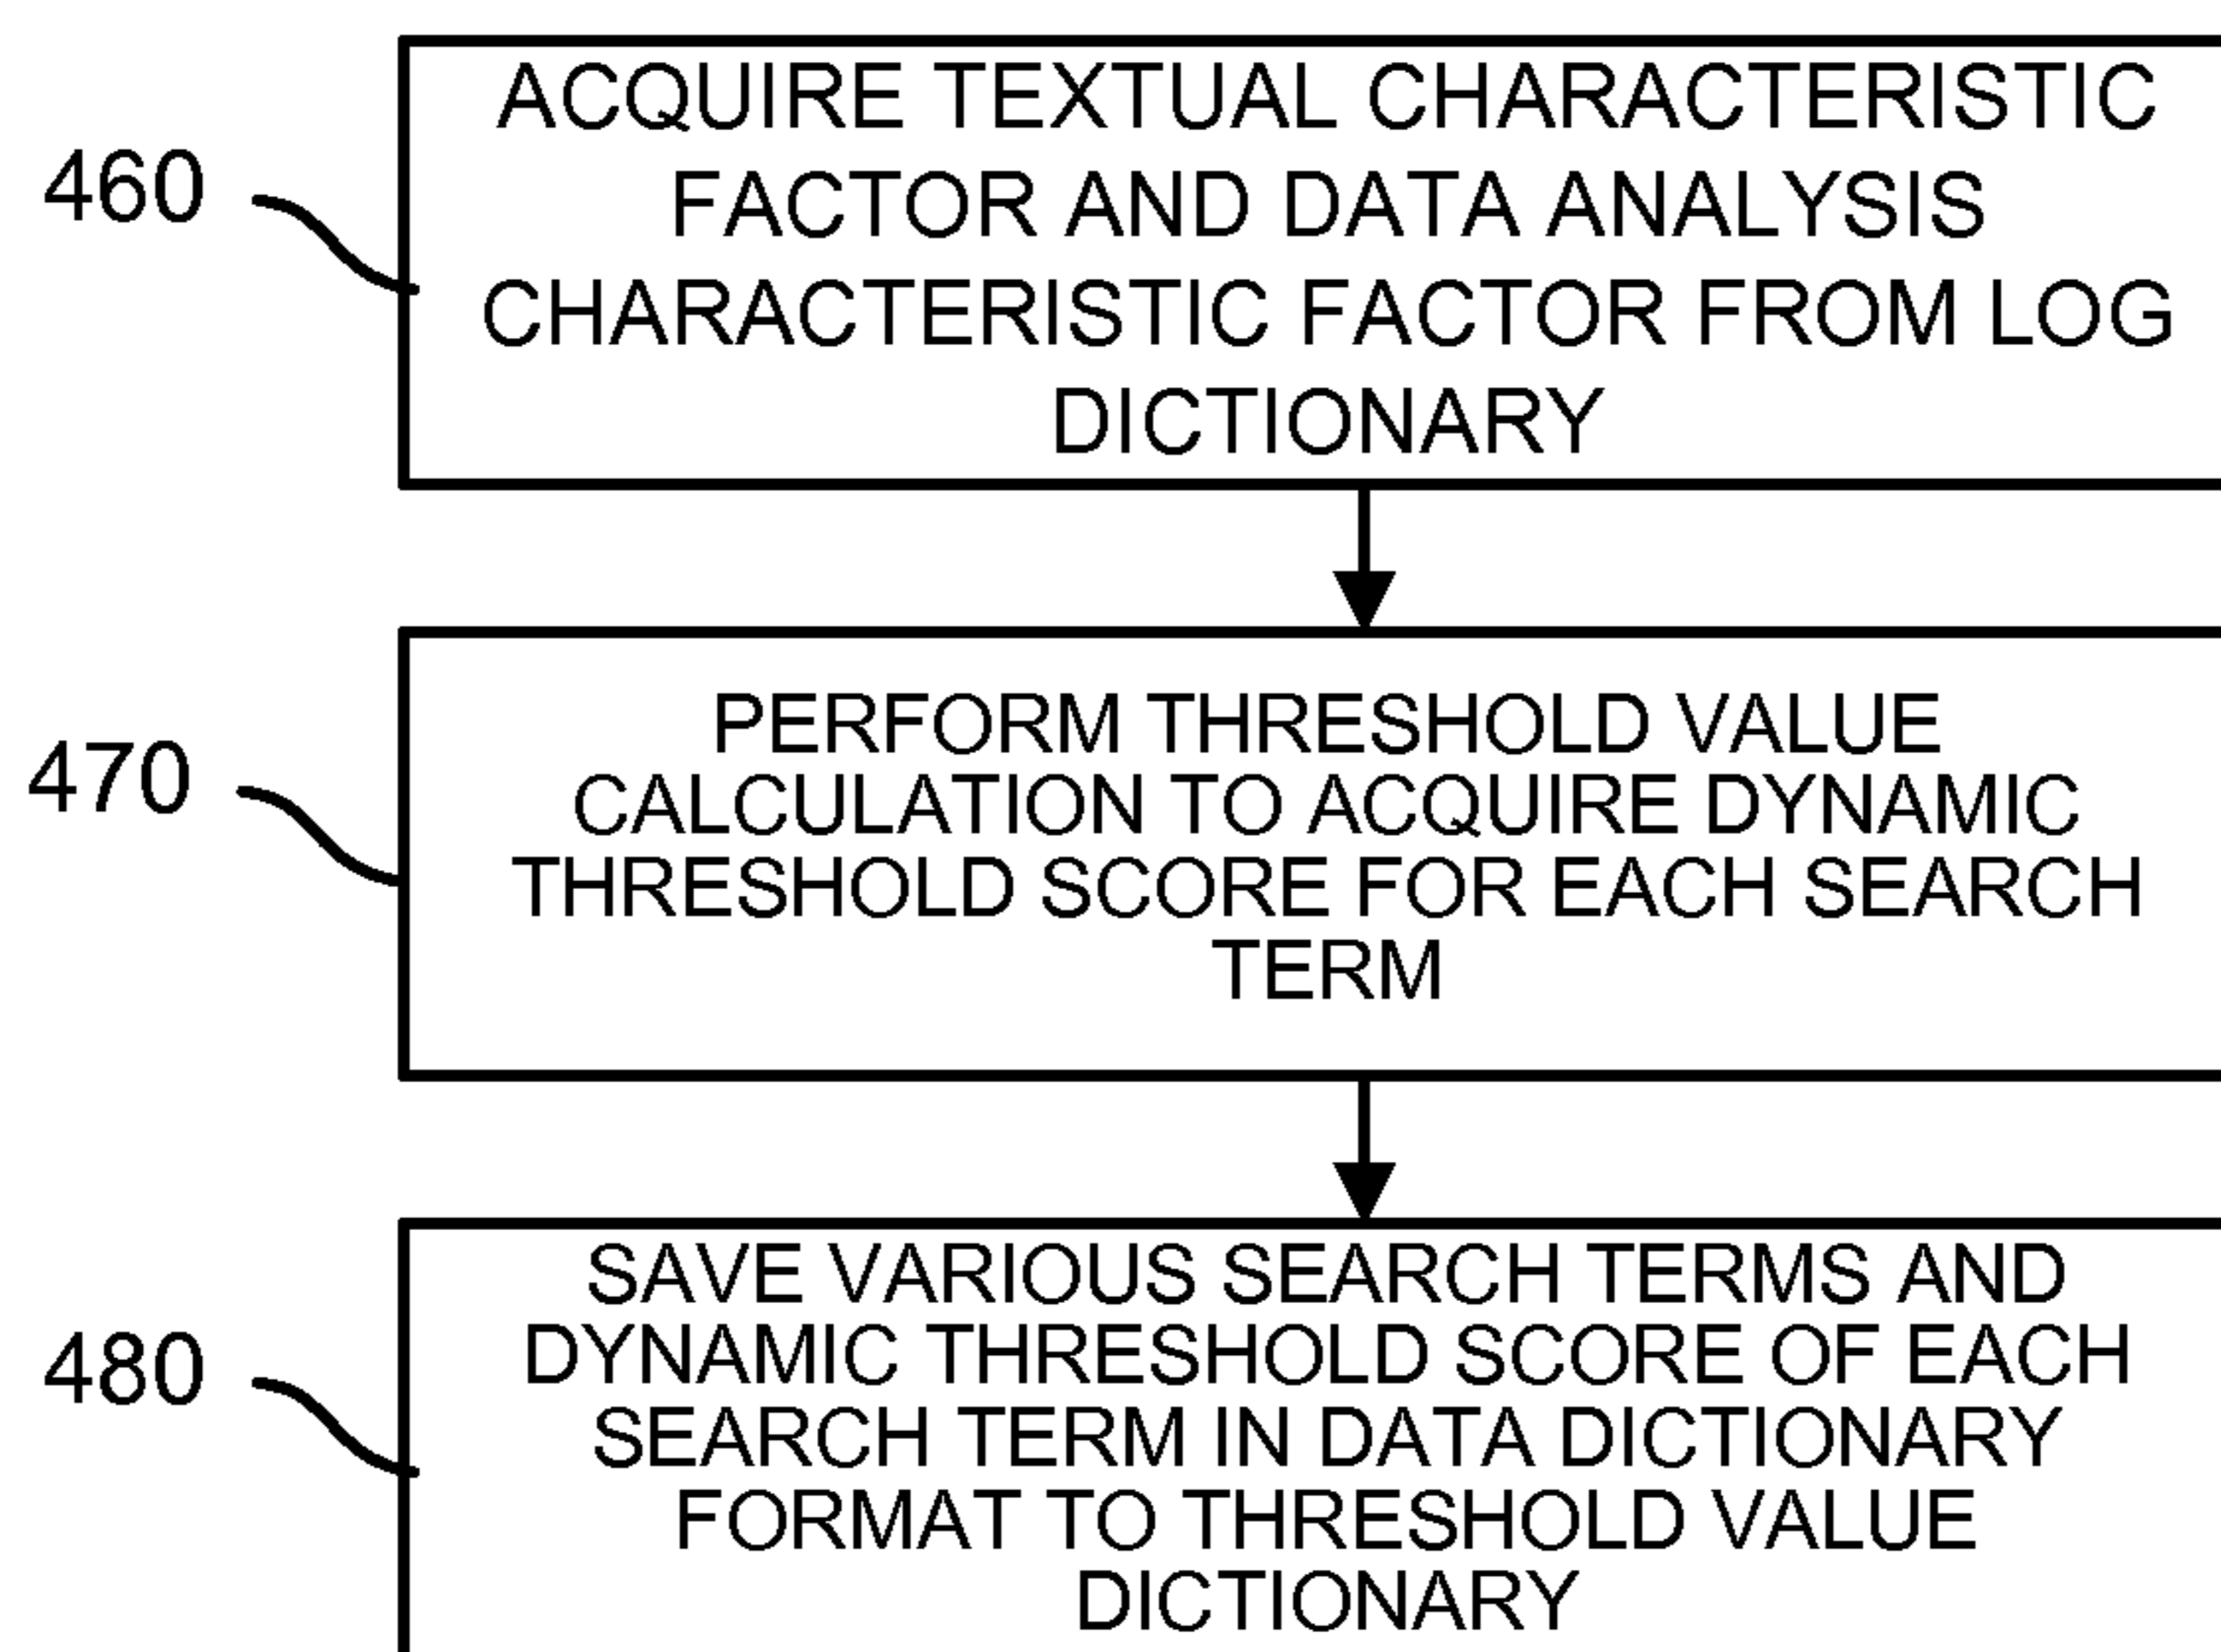 460
ACQUIRE TEXTUAL CHARACTERISTIC
FACTOR AND DATA ANALYSIS
CHARACTERISTIC FACTOR FROM LOG
DICTIONARY
470
PERFORM THRESHOLD VALUE
CALCULATION TO ACQUIRE DYNAMIC
THRESHOLD SCORE FOR EACH SEARCH
TERM
480
SAVE VARIOUS SEARCH TERMS AND
DYNAMIC THRESHOLD SCORE OF EACH
SEARCH TERM IN DATA DICTIONARY
FORMAT TO THRESHOLD VALUE
DICTIONARY